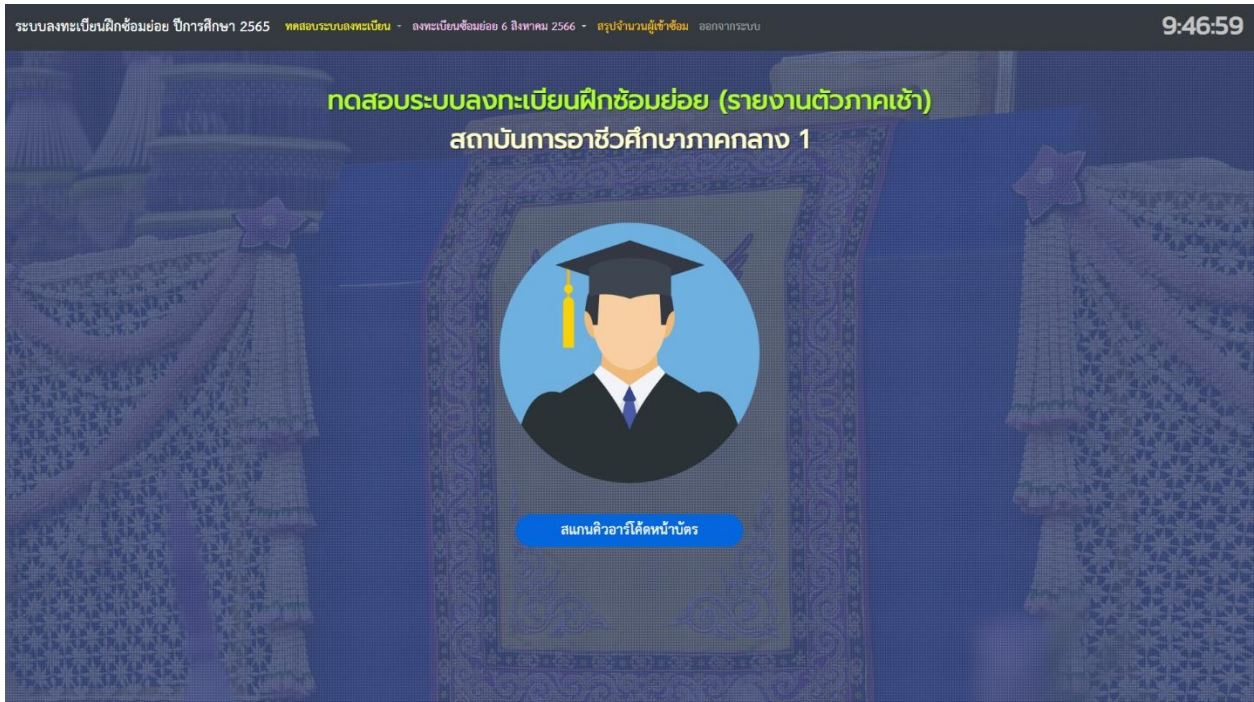 ระบบลงทะเบียนฝึกซ้อมย่อย ปีการศึกษา 2565 ทดสอบระบบลงทะเบียน ลงทะเบียนซ้อมย่อย 6 สิงหาคม 2566 สรุปจำนวนผู้เข้าซ้อม ออกจากระบบ 9:46:59
ทดสอบระบบลงทะเบียนฝึกซ้อมย่อย (รายงานตัวภาคเช้า)
สถาบันการอาชีวศึกษาภาคกลาง 1
สแกนคิวอาร์โค้ดหน้าบัตร